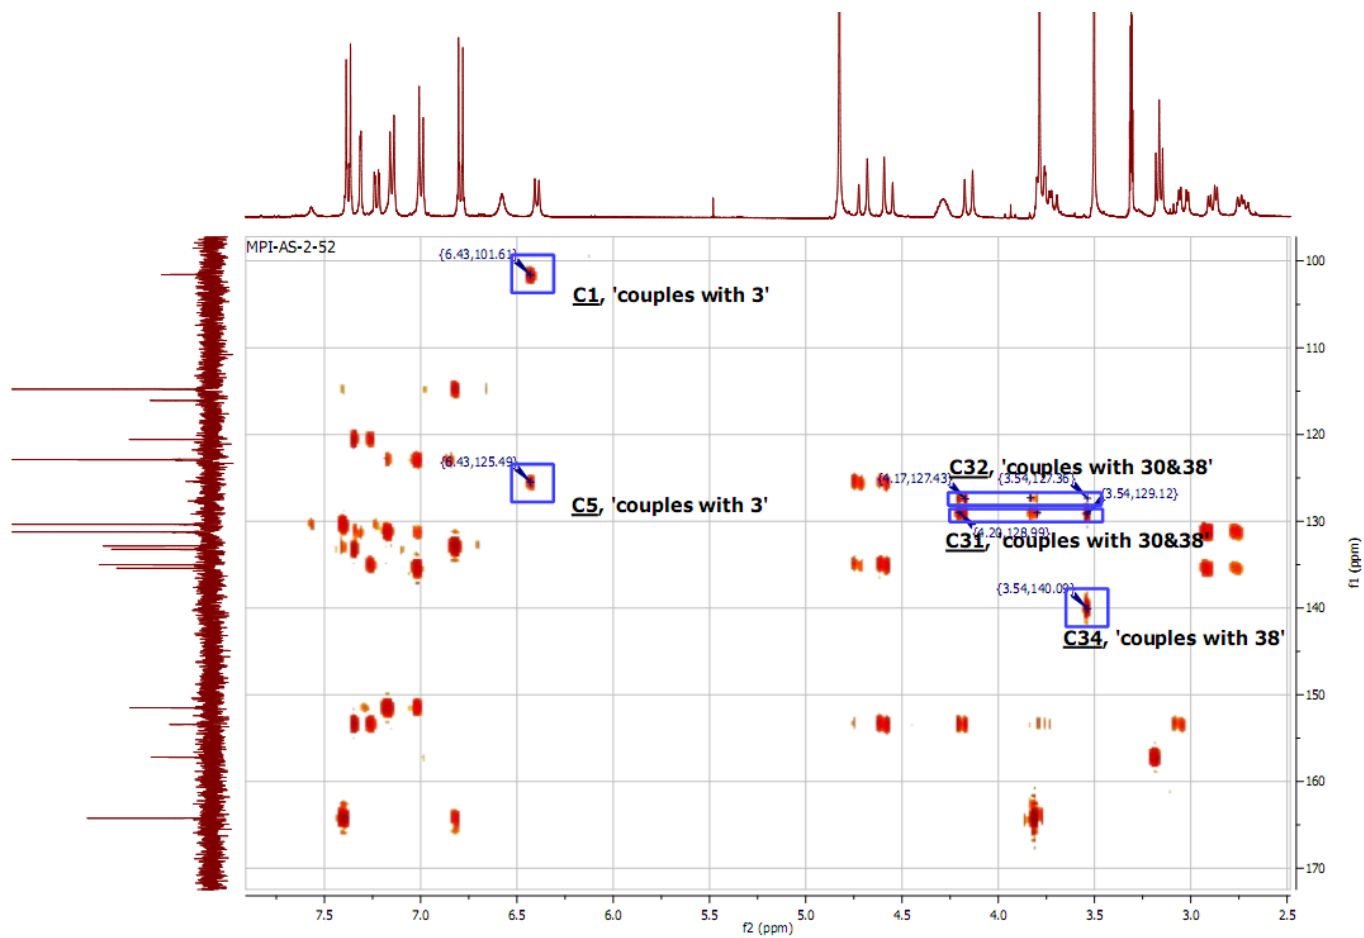 MPI-AS-2-52
{6.43,101.61}
C1, 'couples with 3'
{6.43,125.49}
C5, 'couples with 3'
C32, 'couples with 30&38'
{4.17,127.43}
{3.54,127.36}
{3.54,129.12}
{4.20,128.99}
C31, 'couples with 30&38'
{3.54,140.09}
C34, 'couples with 38'
100
110
120
130
140
150
160
170
f1 (ppm)
7.5 7.0 6.5 6.0 5.5 5.0 4.5 4.0 3.5 3.0 2.5
f2 (ppm)